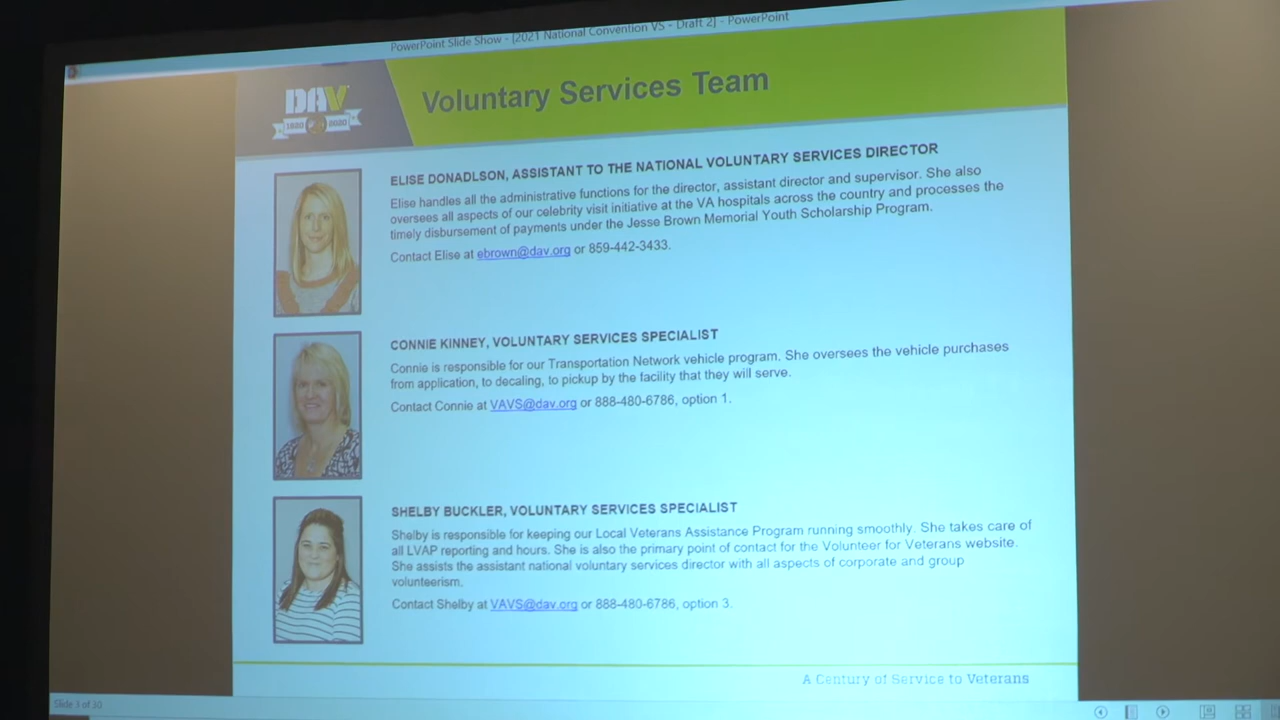 PowerPoint Slide Show - [2021 National Convention VS - Draft 2] - PowerPoint
DAV
1920 2020
Voluntary Services Team
ELISE DONADLSON, ASSISTANT TO THE NATIONAL VOLUNTARY SERVICES DIRECTOR
Elise handles all the administrative functions for the director, assistant director and supervisor. She also
oversees all aspects of our celebrity visit initiative at the VA hospitals across the country and processes the
timely disbursement of payments under the Jesse Brown Memorial Youth Scholarship Program.
Contact Elise at ebrown@dav.org or 859-442-3433.
CONNIE KINNEY, VOLUNTARY SERVICES SPECIALIST
Connie is responsible for our Transportation Network vehicle program. She oversees the vehicle purchases
from application, to decaling, to pickup by the facility that they will serve.
Contact Connie at VAVS@dav.org or 888-480-6786, option 1.
SHELBY BUCKLER, VOLUNTARY SERVICES SPECIALIST
Shelby is responsible for keeping our Local Veterans Assistance Program running smoothly. She takes care of
all LVAP reporting and hours. She is also the primary point of contact for the Volunteer for Veterans website.
She assists the assistant national voluntary services director with all aspects of corporate and group
volunteerism.
Contact Shelby at VAVS@dav.org or 888-480-6786, option 3.
A Century of Service to Veterans
Slide 3 of 30